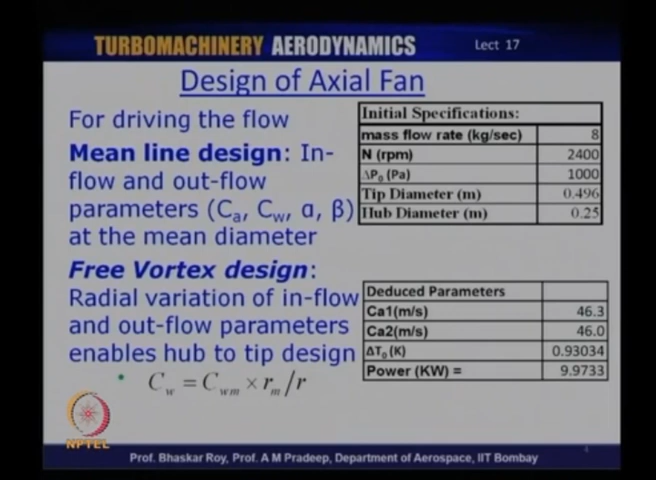 TURBOMACHINERY AERODYNAMICS Lect 17
Design of Axial Fan
For driving the flow
Mean line design: In-
flow and out-flow
parameters (Ca, Cw, α, β)
at the mean diameter
Free Vortex design:
Radial variation of in-flow
and out-flow parameters
enables hub to tip design
• Cw = Cwm × rm/r
Initial Specifications:
mass flow rate (kg/sec) 8
N (rpm) 2400
ΔP₀ (Pa) 1000
Tip Diameter (m) 0.496
Hub Diameter (m) 0.25
Deduced Parameters
Ca1(m/s) 46.3
Ca2(m/s) 46.0
ΔT₀ (K) 0.93034
Power (KW) = 9.9733
NPTEL
Prof. Bhaskar Roy, Prof. A M Pradeep, Department of Aerospace, IIT Bombay
4